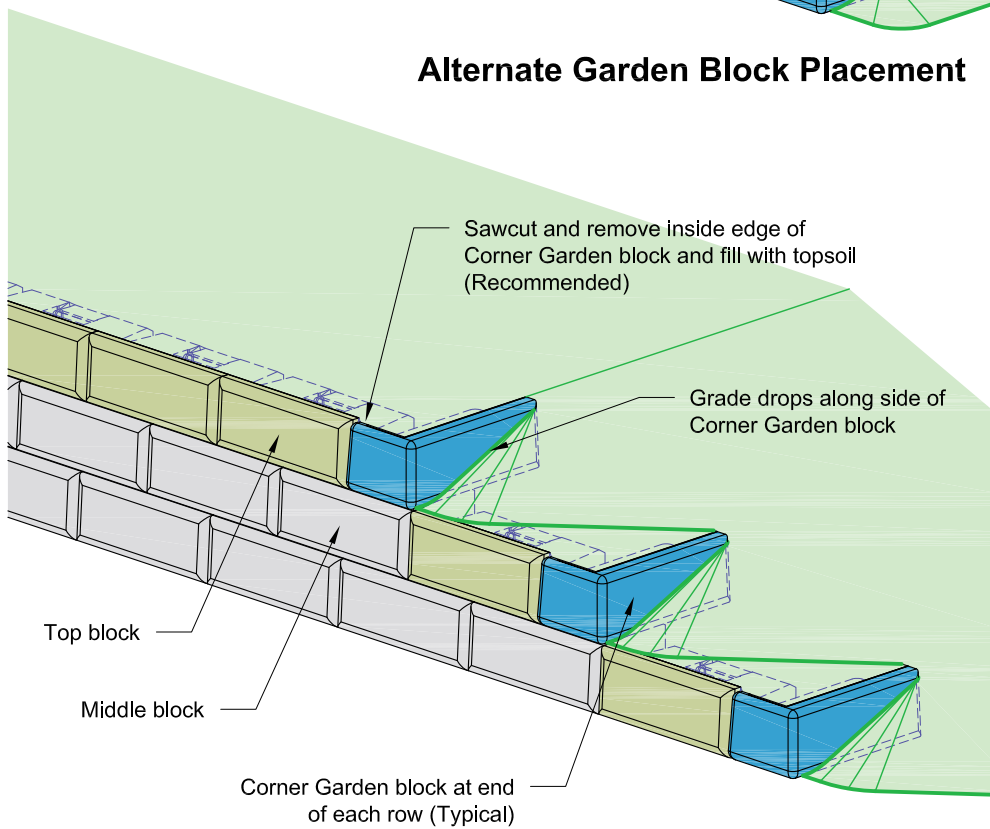 Alternate Garden Block Placement
Sawcut and remove inside edge of
Corner Garden block and fill with topsoil
(Recommended)
Grade drops along side of
Corner Garden block
Top block
Middle block
Corner Garden block at end
of each row (Typical)